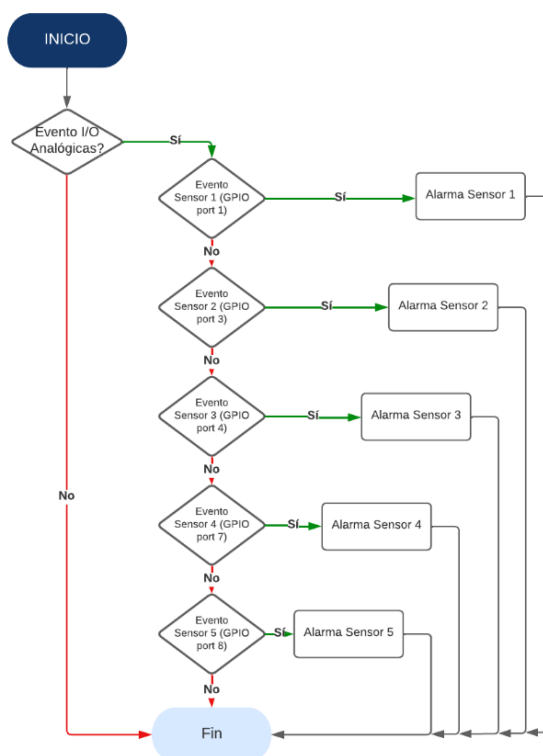 INICIO
Evento I/O
Analógicas?
Sí
Evento
Sensor 1 (GPIO
port 1)
Sí
Alarma Sensor 1
No
Evento
Sensor 2 (GPIO
port 3)
Sí
Alarma Sensor 2
No
Evento
Sensor 3 (GPIO
port 4)
Sí
Alarma Sensor 3
No
No
Evento
Sensor 4 (GPIO
port 7)
Sí
Alarma Sensor 4
No
Evento
Sensor 5 (GPIO
port 8)
Sí
Alarma Sensor 5
No
Fin